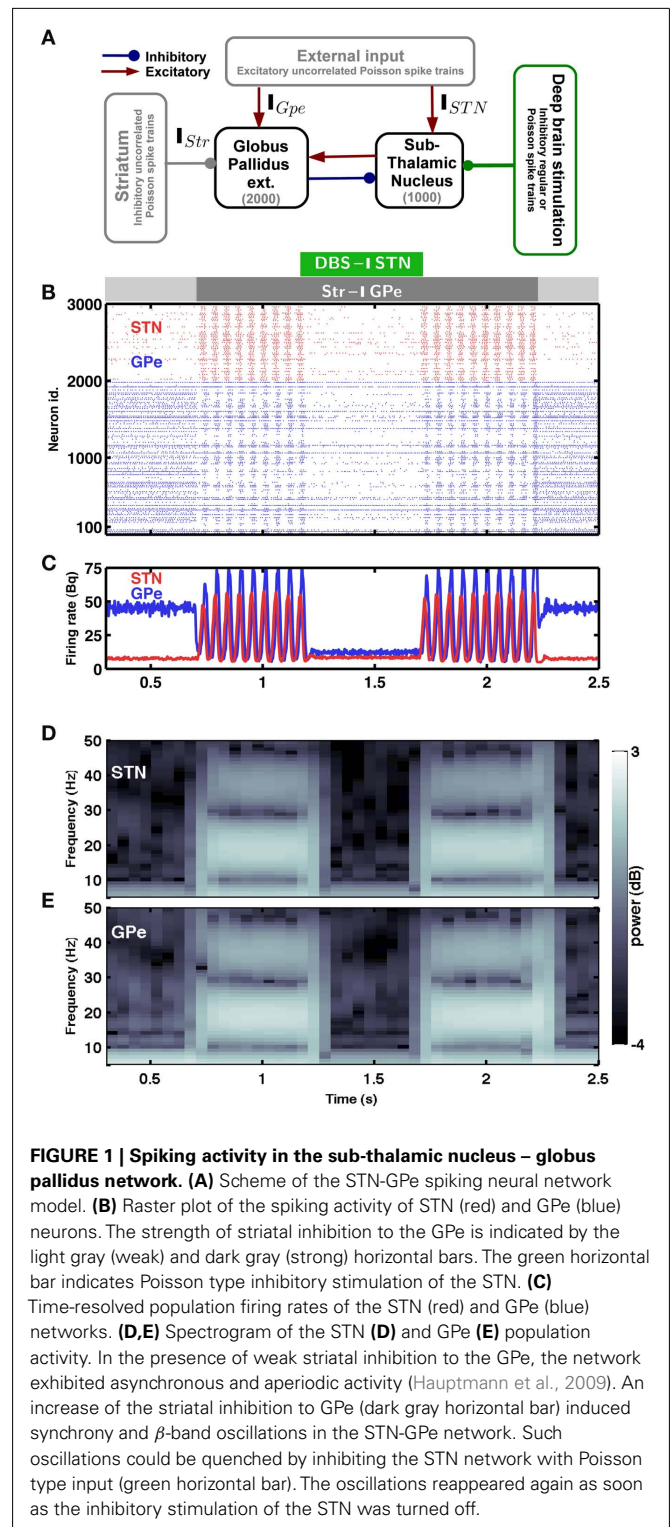 A
Inhibitory
Excitatory
External input
Excitatory uncorrelated Poisson spike trains
I Gpe
I STN
I Str
Striatum
Inhibitory uncorrelated
Poisson spike trains
Globus
Pallidus
ext.
(2000)
Sub-
Thalamic
Nucleus
(1000)
Deep brain stimulation
Inhibitory regular or
Poisson spike trains
DBS–I STN
Str–I GPe
B
3000
2000
1000
100
Neuron id.
STN
GPe
C
75
50
25
0
Firing rate (Bq)
STN
GPe
0.5 1 1.5 2 2.5
D
50
40
30
20
10
Frequency (Hz)
STN
E
50
40
30
20
10
Frequency (Hz)
GPe
0.5 1 1.5 2 2.5
Time (s)
3
-4
power (dB)
FIGURE 1 | Spiking activity in the sub-thalamic nucleus – globus
pallidus network. (A) Scheme of the STN-GPe spiking neural network
model. (B) Raster plot of the spiking activity of STN (red) and GPe (blue)
neurons. The strength of striatal inhibition to the GPe is indicated by the
light gray (weak) and dark gray (strong) horizontal bars. The green horizontal
bar indicates Poisson type inhibitory stimulation of the STN. (C)
Time-resolved population firing rates of the STN (red) and GPe (blue)
networks. (D,E) Spectrogram of the STN (D) and GPe (E) population
activity. In the presence of weak striatal inhibition to the GPe, the network
exhibited asynchronous and aperiodic activity (Hauptmann et al., 2009). An
increase of the striatal inhibition to GPe (dark gray horizontal bar) induced
synchrony and β-band oscillations in the STN-GPe network. Such
oscillations could be quenched by inhibiting the STN network with Poisson
type input (green horizontal bar). The oscillations reappeared again as soon
as the inhibitory stimulation of the STN was turned off.